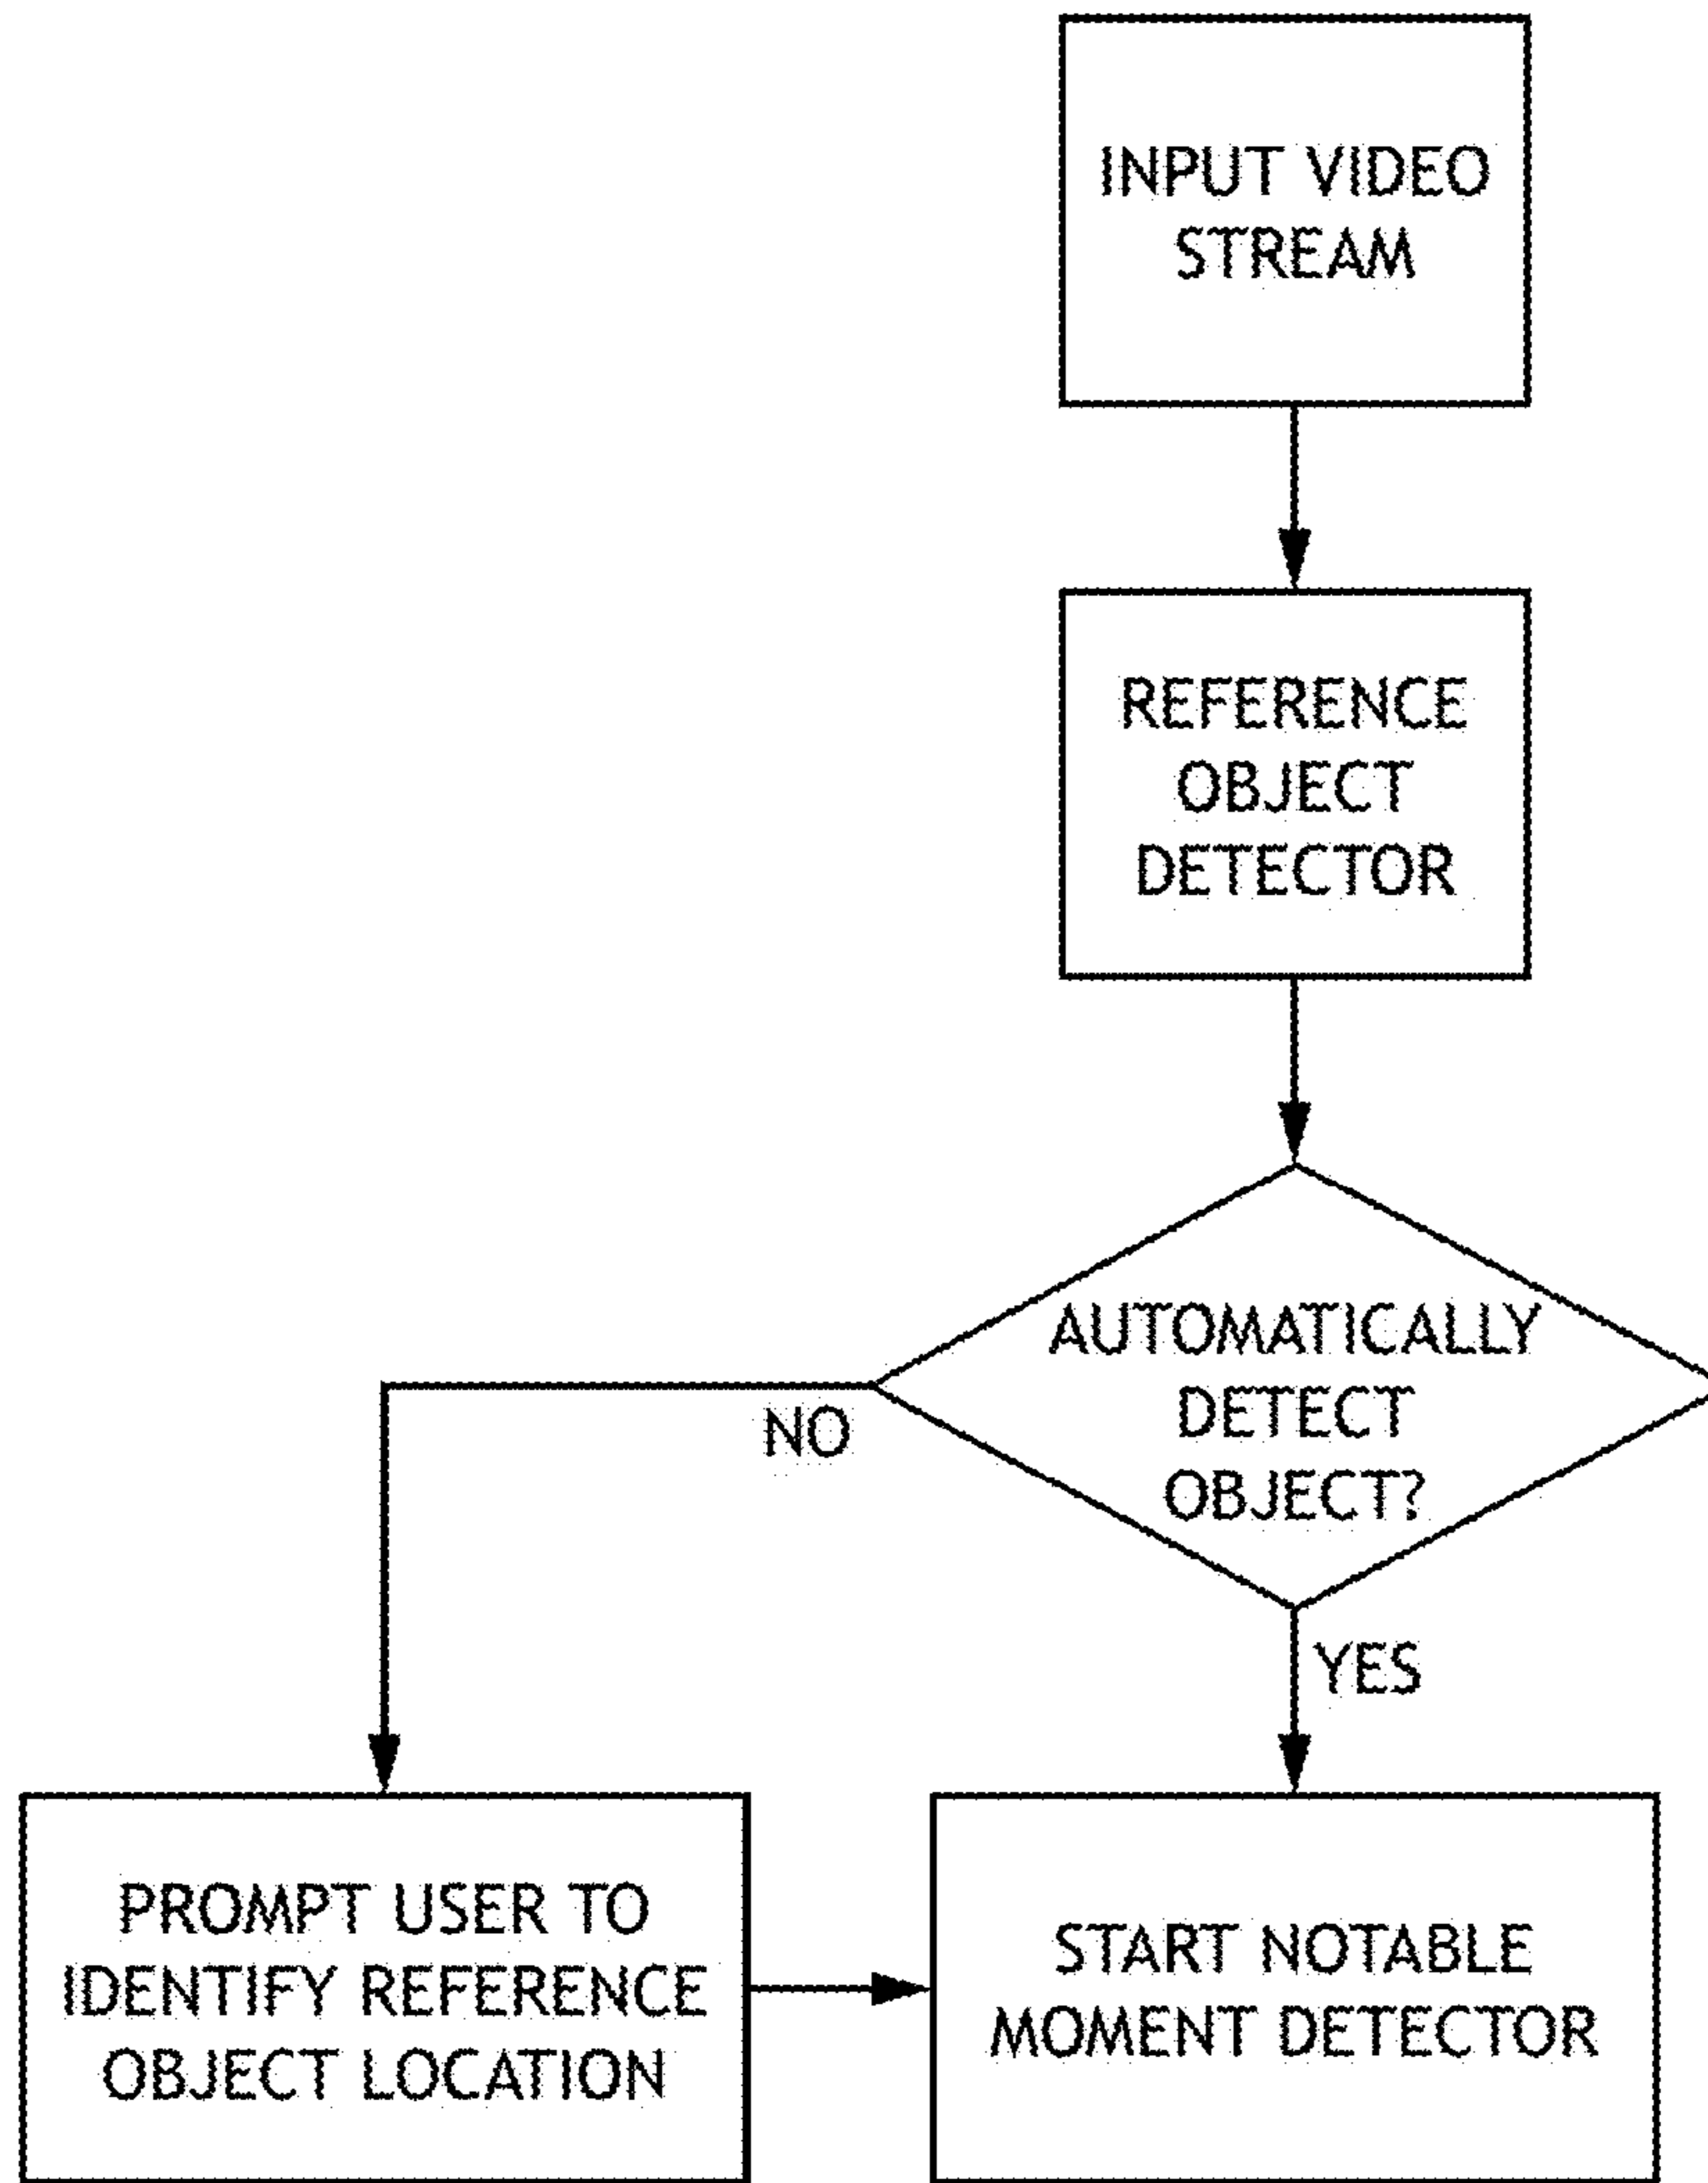 INPUT VIDEO
STREAM
REFERENCE
OBJECT
DETECTOR
AUTOMATICALLY
DETECT
OBJECT?
NO
YES
PROMPT USER TO
IDENTIFY REFERENCE
OBJECT LOCATION
START NOTABLE
MOMENT DETECTOR